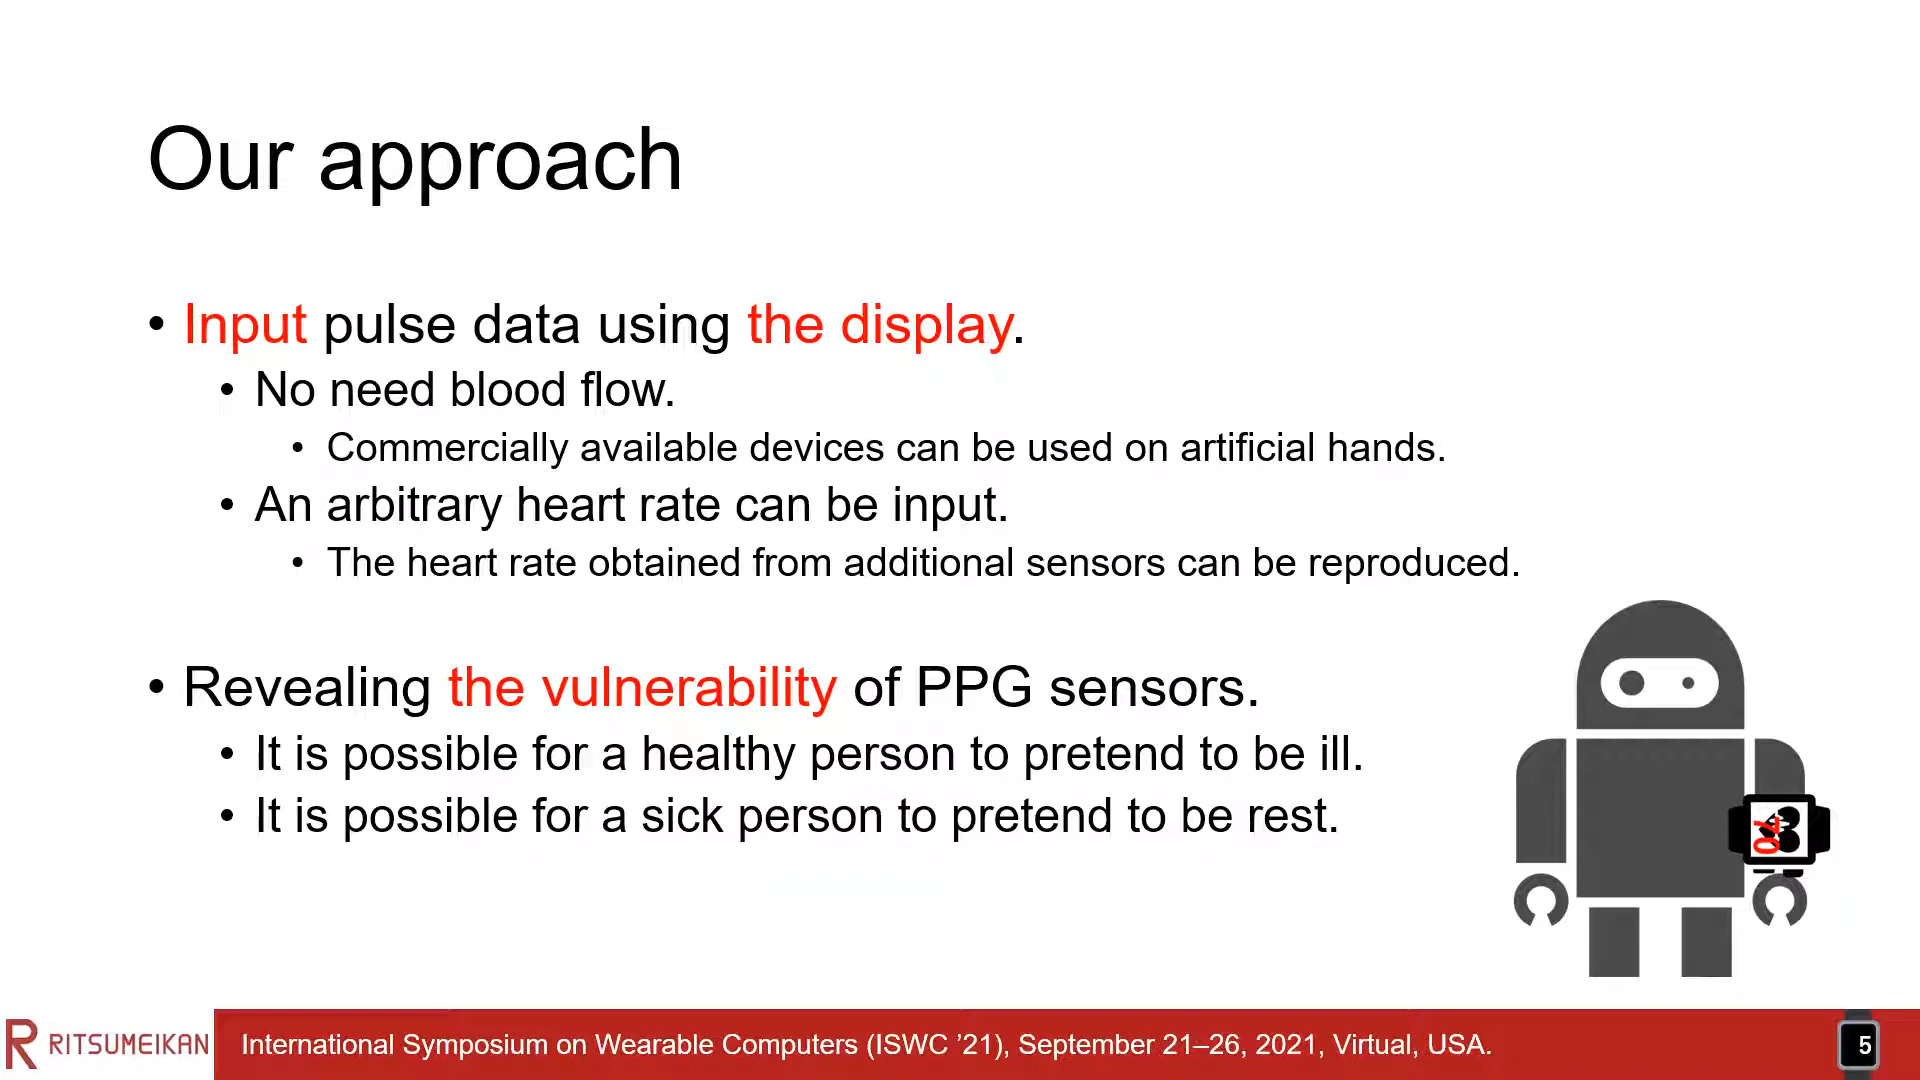 Our approach
• Input pulse data using the display.
• No need blood flow.
• Commercially available devices can be used on artificial hands.
• An arbitrary heart rate can be input.
• The heart rate obtained from additional sensors can be reproduced.
• Revealing the vulnerability of PPG sensors.
• It is possible for a healthy person to pretend to be ill.
• It is possible for a sick person to pretend to be rest.
70
R RITSUMEIKAN
International Symposium on Wearable Computers (ISWC ’21), September 21–26, 2021, Virtual, USA.
5